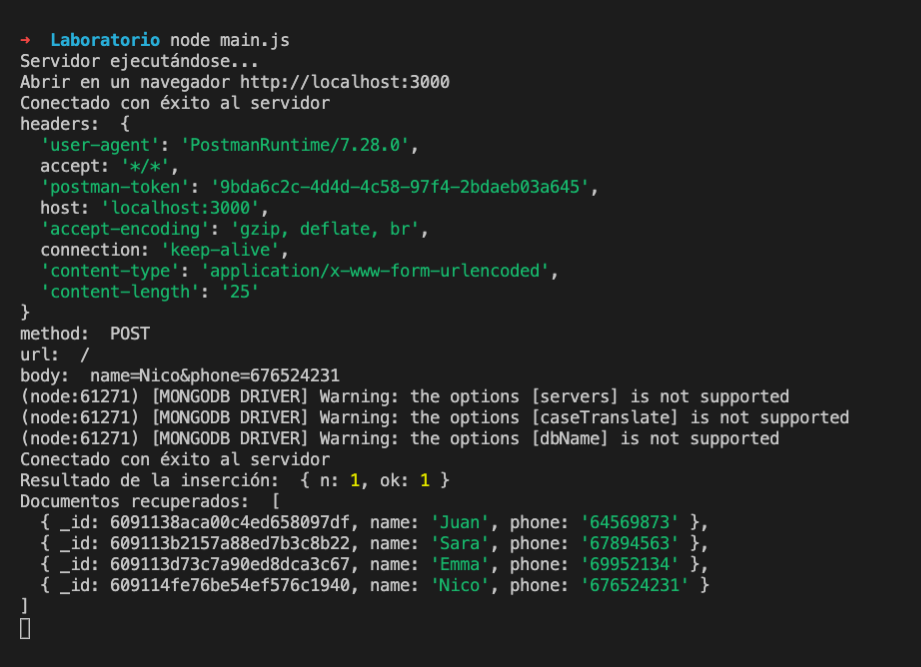 → Laboratorio node main.js
Servidor ejecutándose...
Abrir en un navegador http://localhost:3000
Conectado con éxito al servidor
headers:  {
  'user-agent': 'PostmanRuntime/7.28.0',
  accept: '*/*',
  'postman-token': '9bda6c2c-4d4d-4c58-97f4-2bdaeb03a645',
  host: 'localhost:3000',
  'accept-encoding': 'gzip, deflate, br',
  connection: 'keep-alive',
  'content-type': 'application/x-www-form-urlencoded',
  'content-length': '25'
}
method:  POST
url:  /
body:  name=Nico&phone=676524231
(node:61271) [MONGODB DRIVER] Warning: the options [servers] is not supported
(node:61271) [MONGODB DRIVER] Warning: the options [caseTranslate] is not supported
(node:61271) [MONGODB DRIVER] Warning: the options [dbName] is not supported
Conectado con éxito al servidor
Resultado de la inserción:  { n: 1, ok: 1 }
Documentos recuperados:  [
  { _id: 6091138aca00c4ed658097df, name: 'Juan', phone: '64569873' },
  { _id: 609113b2157a88ed7b3c8b22, name: 'Sara', phone: '67894563' },
  { _id: 609113d73c7a90ed8dca3c67, name: 'Emma', phone: '69952134' },
  { _id: 609114fe76be54ef576c1940, name: 'Nico', phone: '676524231' }
]